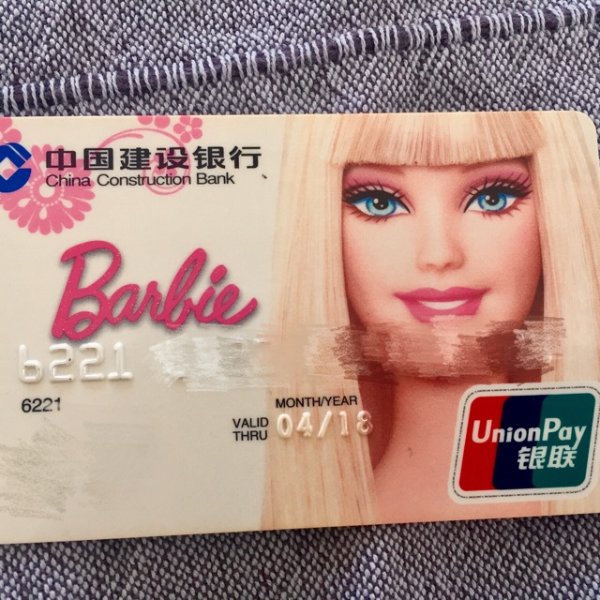 中国建设银行
China Construction Bank
Barbie
6221
6221
MONTH/YEAR
VALID THRU 04/18
UnionPay
银联